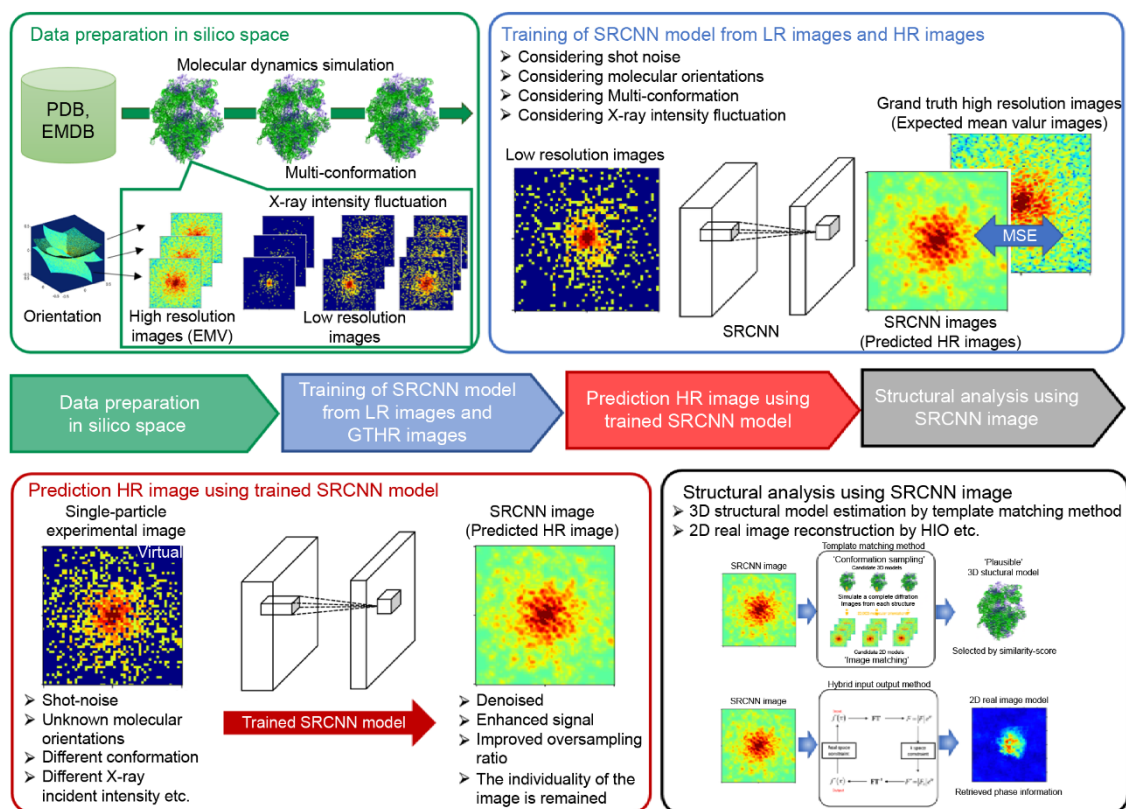 Data preparation in silico space
PDB,
EMDB
Molecular dynamics simulation
Multi-conformation
X-ray intensity fluctuation
Orientation
High resolution
images (EMV)
Low resolution
images
Training of SRCNN model from LR images and HR images
➢ Considering shot noise
➢ Considering molecular orientations
➢ Considering Multi-conformation
➢ Considering X-ray intensity fluctuation
Low resolution images
SRCNN
Grand truth high resolution images
(Expected mean valur images)
MSE
SRCNN images
(Predicted HR images)
Data preparation
in silico space
Training of SRCNN model
from LR images and
GTHR images
Prediction HR image using
trained SRCNN model
Structural analysis using
SRCNN image
Prediction HR image using trained SRCNN model
Single-particle
experimental image
Virtual
➢ Shot-noise
➢ Unknown molecular
orientations
➢ Different conformation
➢ Different X-ray
incident intensity etc.
Trained SRCNN model
SRCNN image
(Predicted HR image)
➢ Denoised
➢ Enhanced signal
➢ Improved oversampling
ratio
➢ The individuality of the
image is remained
Structural analysis using SRCNN image
➢ 3D structural model estimation by template matching method
➢ 2D real image reconstruction by HIO etc.
SRCNN image
Template matching method
'Conformation sampling'
Candidate 3D models
Simulate a complete diffration
Images from each structure
Candidate 2D models
'Image matching'
'Plausible'
3D stuctural model
Selected by similarity-score
SRCNN image
Hybrid input output method
FT
Real space
constraint
constraint
FT⁻¹
Output
2D real image model
Retrieved phase information